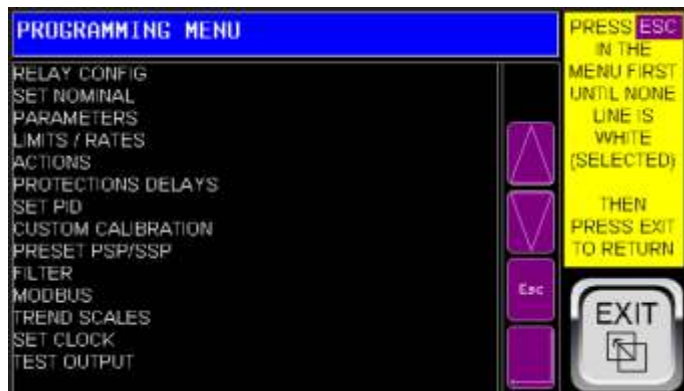 PROGRAMMING MENU
RELAY CONFIG
SET NOMINAL
PARAMETERS
LIMITS / RATES
ACTIONS
PROTECTIONS DELAYS
SET PID
CUSTOM CALIBRATION
PRESET PSP/SSP
FILTER
MODBUS
TREND SCALES
SET CLOCK
TEST OUTPUT
Esc
PRESS ESC
IN THE
MENU FIRST
UNTIL NONE
LINE IS
WHITE
(SELECTED)
THEN
PRESS EXIT
TO RETURN
EXIT